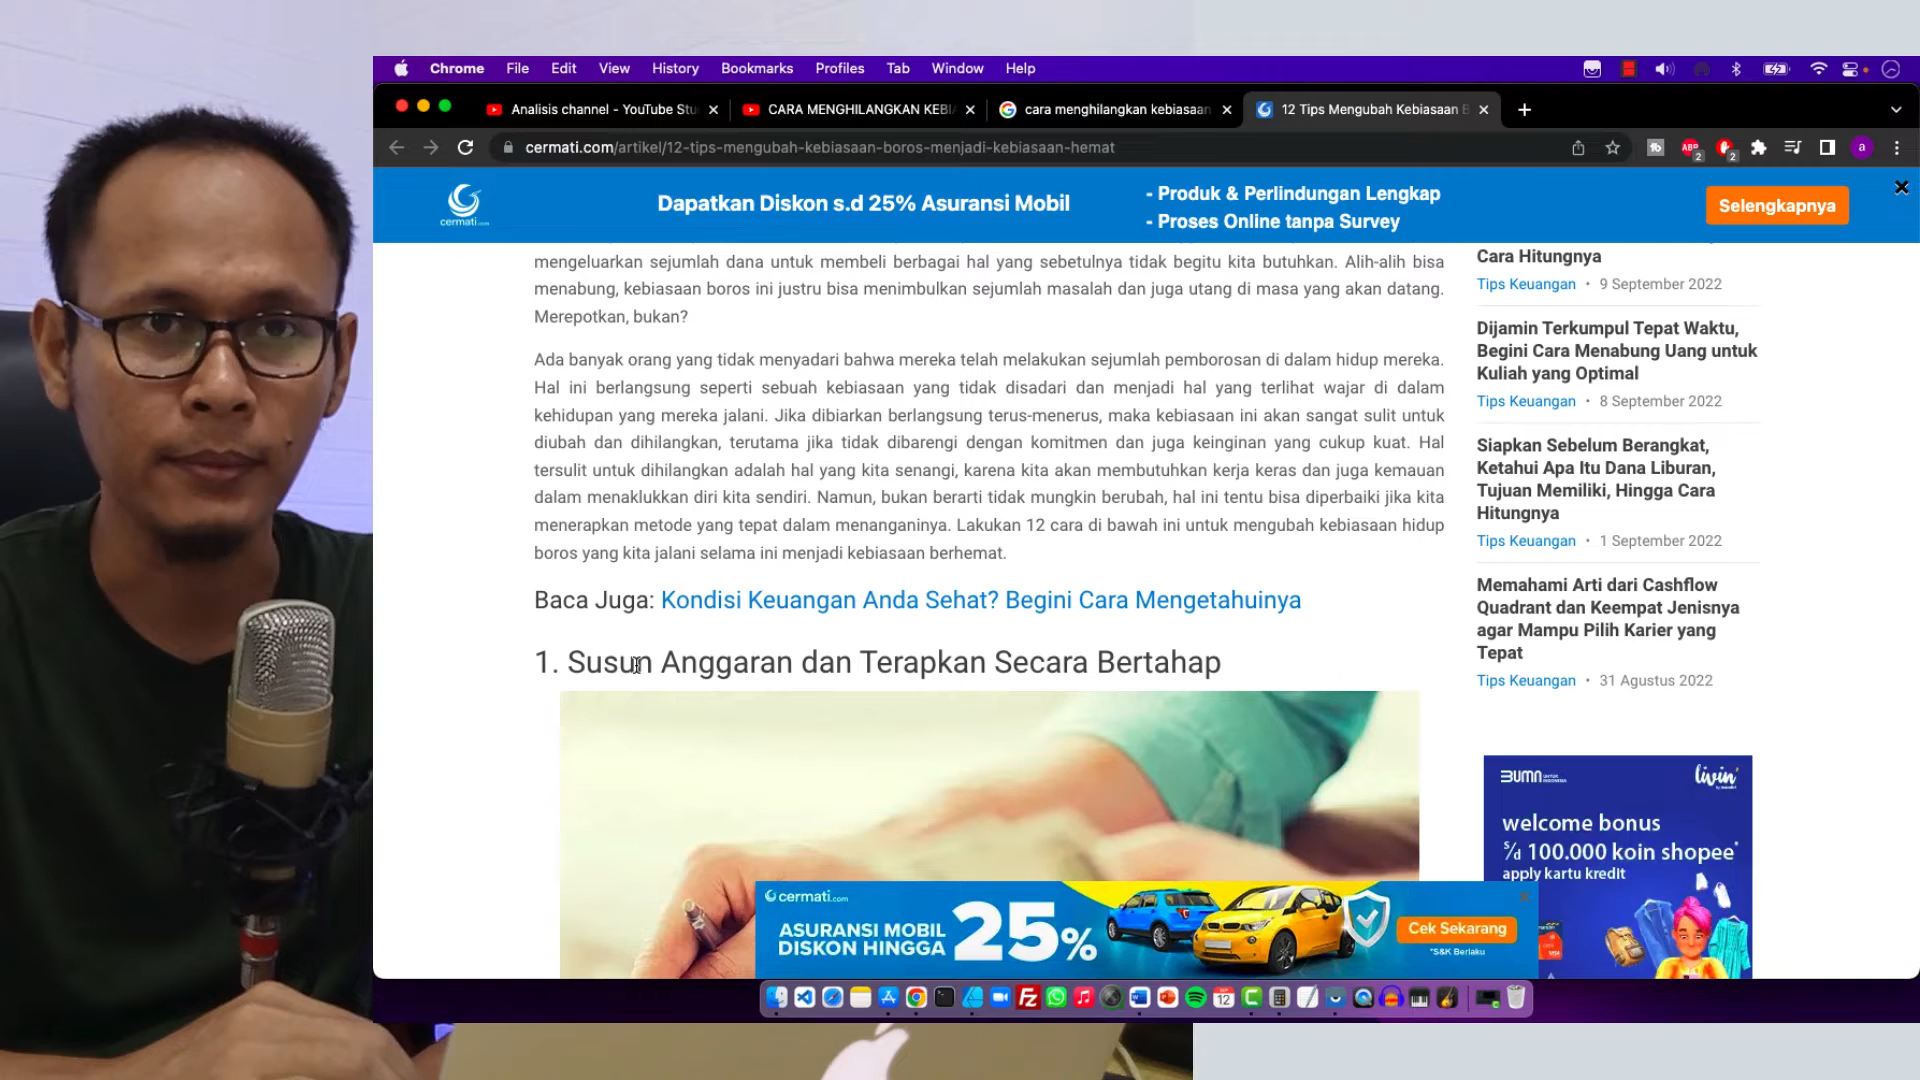 Chrome File Edit View History Bookmarks Profiles Tab Window Help
Analisis channel - YouTube Stu
CARA MENGHILANGKAN KEBI
cara menghilangkan kebiasaan
12 Tips Mengubah Kebiasaan B
cermati.com/artikel/12-tips-mengubah-kebiasaan-boros-menjadi-kebiasaan-hemat
ABP 2
2
a
cermati.com
Dapatkan Diskon s.d 25% Asuransi Mobil
- Produk & Perlindungan Lengkap
- Proses Online tanpa Survey
Selengkapnya
mengeluarkan sejumlah dana untuk membeli berbagai hal yang sebetulnya tidak begitu kita butuhkan. Alih-alih bisa
menabung, kebiasaan boros ini justru bisa menimbulkan sejumlah masalah dan juga utang di masa yang akan datang.
Merepotkan, bukan?
Ada banyak orang yang tidak menyadari bahwa mereka telah melakukan sejumlah pemborosan di dalam hidup mereka.
Hal ini berlangsung seperti sebuah kebiasaan yang tidak disadari dan menjadi hal yang terlihat wajar di dalam
kehidupan yang mereka jalani. Jika dibiarkan berlangsung terus-menerus, maka kebiasaan ini akan sangat sulit untuk
diubah dan dihilangkan, terutama jika tidak dibarengi dengan komitmen dan juga keinginan yang cukup kuat. Hal
tersulit untuk dihilangkan adalah hal yang kita senangi, karena kita akan membutuhkan kerja keras dan juga kemauan
dalam menaklukkan diri kita sendiri. Namun, bukan berarti tidak mungkin berubah, hal ini tentu bisa diperbaiki jika kita
menerapkan metode yang tepat dalam menanganinya. Lakukan 12 cara di bawah ini untuk mengubah kebiasaan hidup
boros yang kita jalani selama ini menjadi kebiasaan berhemat.
Baca Juga: Kondisi Keuangan Anda Sehat? Begini Cara Mengetahuinya
1. Susun Anggaran dan Terapkan Secara Bertahap
Cara Hitungnya
Tips Keuangan • 9 September 2022
Dijamin Terkumpul Tepat Waktu,
Begini Cara Menabung Uang untuk
Kuliah yang Optimal
Tips Keuangan • 8 September 2022
Siapkan Sebelum Berangkat,
Ketahui Apa Itu Dana Liburan,
Tujuan Memiliki, Hingga Cara
Hitungnya
Tips Keuangan • 1 September 2022
Memahami Arti dari Cashflow
Quadrant dan Keempat Jenisnya
agar Mampu Pilih Karier yang
Tepat
Tips Keuangan • 31 Agustus 2022
BUMN UNTUK INDONESIA
livin'
by mandiri
welcome bonus
s/d 100.000 koin shopee*
apply kartu kredit
cermati.com
ASURANSI MOBIL
DISKON HINGGA
25%
Cek Sekarang
*S&K Berlaku
SEP
12